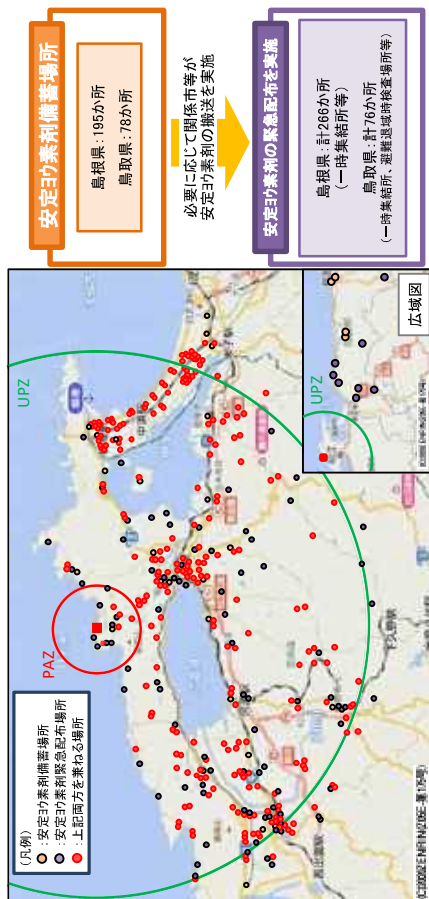 安定ヨウ素剤備蓄場所
島根県：195か所
鳥取県：78か所
必要に応じて関係市等が
安定ヨウ素剤の搬送を実施
安定ヨウ素剤の緊急配布を実施
島根県：計266か所
（一時集結所等）
鳥取県：計76か所
（一時集結所、避難退域時検査場所等）
（凡例）
：安定ヨウ素剤備蓄場所
：安定ヨウ素剤緊急配布場所
：上記両方を兼ねる場所
PAZ
UPZ
UPZ
広域図